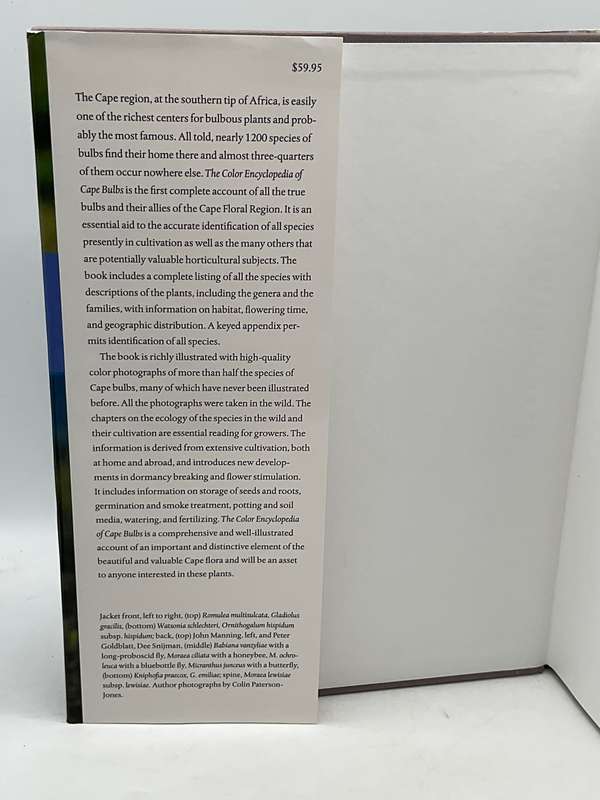 $59.95
The Cape region, at the southern tip of Africa, is easily
one of the richest centers for bulbous plants and prob-
ably the most famous. All told, nearly 1200 species of
bulbs find their home there and almost three-quarters
of them occur nowhere else. The Color Encyclopedia of
Cape Bulbs is the first complete account of all the true
bulbs and their allies of the Cape Floral Region. It is an
essential aid to the accurate identification of all species
presently in cultivation as well as the many others that
are potentially valuable horticultural subjects. The
book includes a complete listing of all the species with
descriptions of the plants, including the genera and the
families, with information on habitat, flowering time,
and geographic distribution. A keyed appendix per-
mits identification of all species.
The book is richly illustrated with high-quality
color photographs of more than half the species of
Cape bulbs, many of which have never been illustrated
before. All the photographs were taken in the wild. The
chapters on the ecology of the species in the wild and
their cultivation are essential reading for growers. The
information is derived from extensive cultivation, both
at home and abroad, and introduces new develop-
ments in dormancy breaking and flower stimulation.
It includes information on storage of seeds and roots,
germination and smoke treatment, potting and soil
media, watering, and fertilizing. The Color Encyclopedia
of Cape Bulbs is a comprehensive and well-illustrated
account of an important and distinctive element of the
beautiful and valuable Cape flora and will be an asset
to anyone interested in these plants.
Jacket front, left to right, (top) Romulea multisulcata, Gladiolus
gracilis, (bottom) Watsonia schlechteri, Ornithogalum hispidum
subsp. hispidum; back, (top) John Manning, left, and Peter
Goldblatt, Dee Snijman, (middle) Babiana vanzyliae with a
long-proboscid fly, Moraea ciliata with a honeybee, M. ochro-
leuca with a bluebottle fly, Micranthus junceus with a butterfly,
(bottom) Kniphofia praecox, G. emiliae; spine, Moraea lewisiae
subsp. lewisiae. Author photographs by Colin Paterson-
Jones.